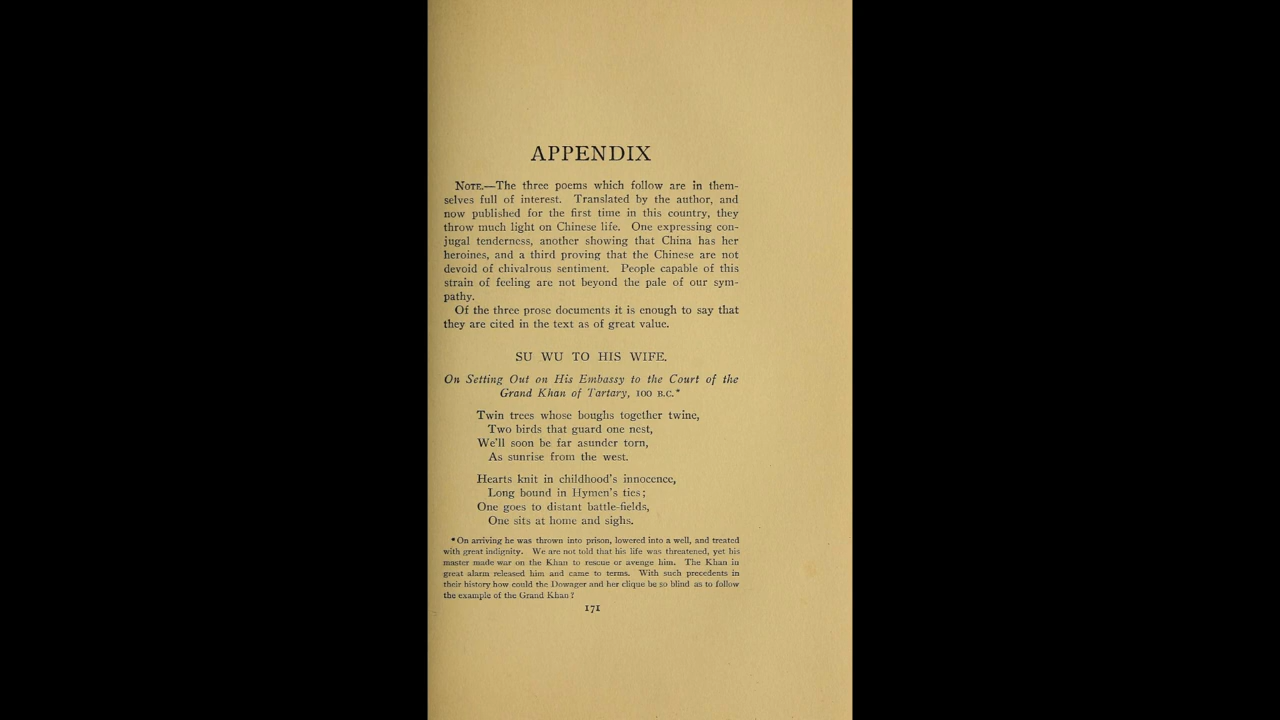 APPENDIX
NOTE.—The three poems which follow are in them-
selves full of interest. Translated by the author, and
now published for the first time in this country, they
throw much light on Chinese life. One expressing con-
jugal tenderness, another showing that China has her
heroines, and a third proving that the Chinese are not
devoid of chivalrous sentiment. People capable of this
strain of feeling are not beyond the pale of our sym-
pathy.
Of the three prose documents it is enough to say that
they are cited in the text as of great value.
SU WU TO HIS WIFE.
On Setting Out on His Embassy to the Court of the
Grand Khan of Tartary, 100 B.C.*
Twin trees whose boughs together twine,
Two birds that guard one nest,
We'll soon be far asunder torn,
As sunrise from the west.
Hearts knit in childhood's innocence,
Long bound in Hymen's ties;
One goes to distant battle-fields,
One sits at home and sighs.
*On arriving he was thrown into prison, lowered into a well, and treated
with great indignity. We are not told that his life was threatened, yet his
master made war on the Khan to rescue or avenge him. The Khan in
great alarm released him and came to terms. With such precedents in
their history how could the Dowager and her clique be so blind as to follow
the example of the Grand Khan?
171